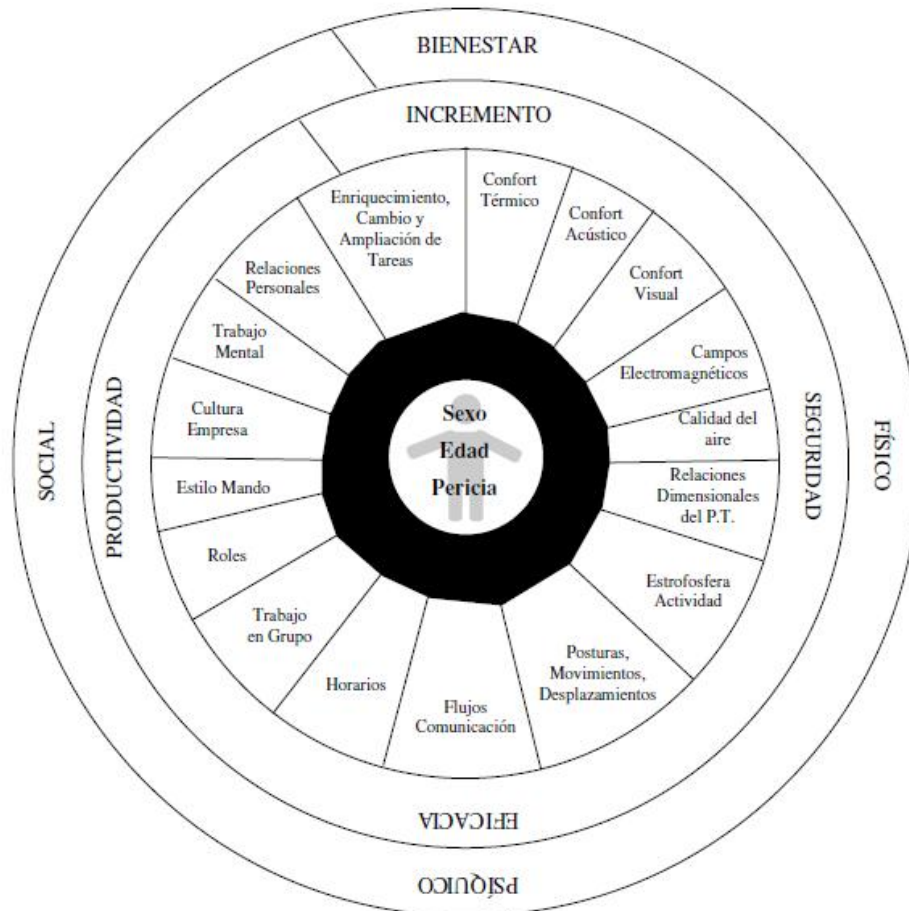 BIENESTAR
FÍSICO
PSÍQUICO
SOCIAL
INCREMENTO
SEGURIDAD
EFICACIA
PRODUCTIVIDAD
Confort
Térmico
Confort
Acústico
Confort
Visual
Campos
Electromagnéticos
Calidad del
aire
Relaciones
Dimensionales
del P.T.
Estrofosfera
Actividad
Posturas,
Movimientos,
Desplazamientos
Flujos
Comunicación
Horarios
Trabajo
en Grupo
Roles
Estilo Mando
Cultura
Empresa
Trabajo
Mental
Relaciones
Personales
Enriquecimiento,
Cambio y
Ampliación de
Tareas
Sexo
Edad
Pericia